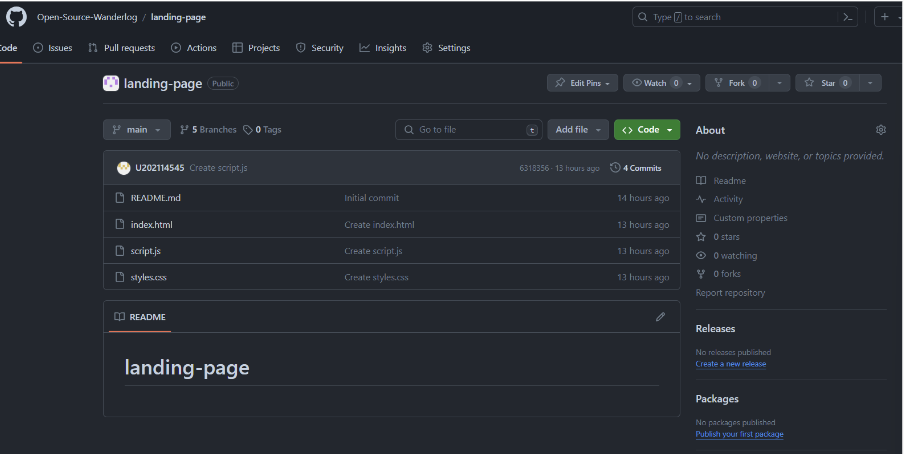 Open-Source-Wanderlog / landing-page
Type / to search
Code Issues Pull requests Actions Projects Security Insights Settings
landing-page Public
Edit Pins Watch 0 Fork 0 Star 0
main 5 Branches 0 Tags Go to file t Add file Code
U202114545 Create script.js 6318356 · 13 hours ago 4 Commits
README.md Initial commit 14 hours ago
index.html Create index.html 13 hours ago
script.js Create script.js 13 hours ago
styles.css Create styles.css 13 hours ago
README
landing-page
About
No description, website, or topics provided.
Readme
Activity
Custom properties
0 stars
0 watching
0 forks
Report repository
Releases
No releases published
Create a new release
Packages
No packages published
Publish your first package